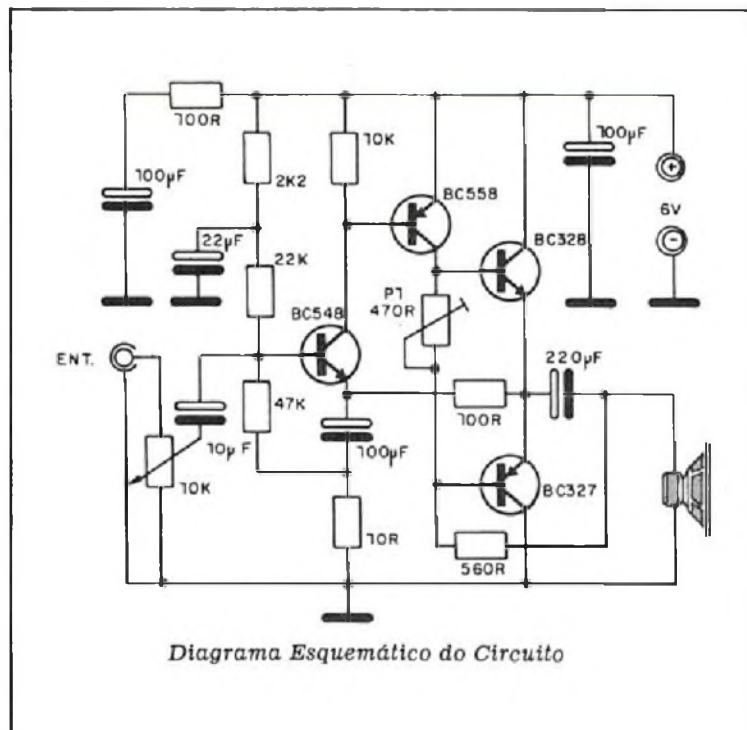 100R
10K
100µF
100µF
2K2
BC558
+
6V
BC328
-
22µF
22K
P1
470R
BC548
ENT.
220µF
47K
100R
10µF
100µF
BC327
10K
10R
560R
Diagrama Esquemático do Circuito